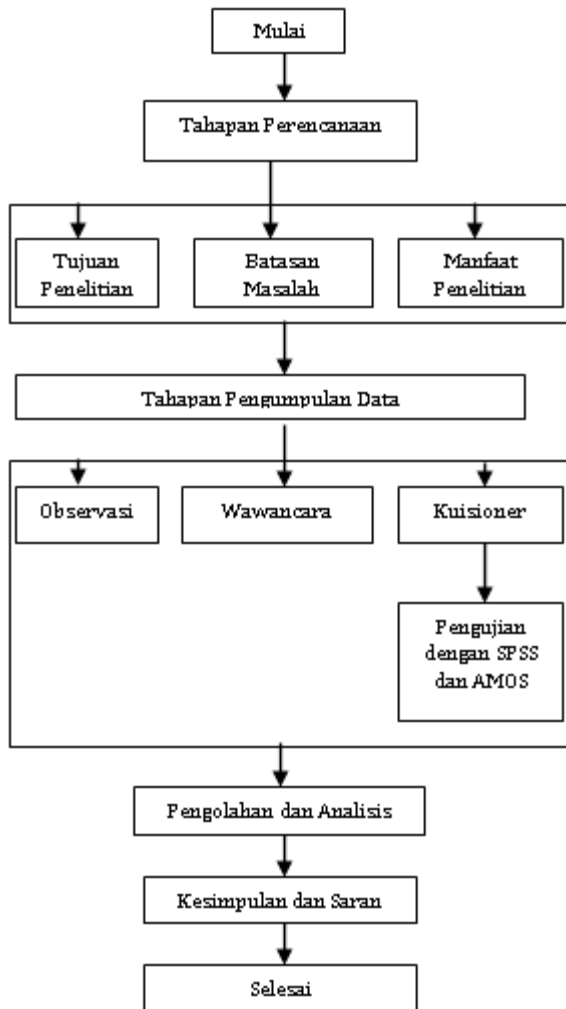 Mulai
Tahapan Perencanaan
Tujuan
Penelitian
Batasan
Masalah
Manfaat
Penelitian
Tahapan Pengumpulan Data
Observasi
Wawancara
Kuisioner
Pengujian
dengan SPSS
dan AMOS
Pengolahan dan Analisis
Kesimpulan dan Saran
Selesai